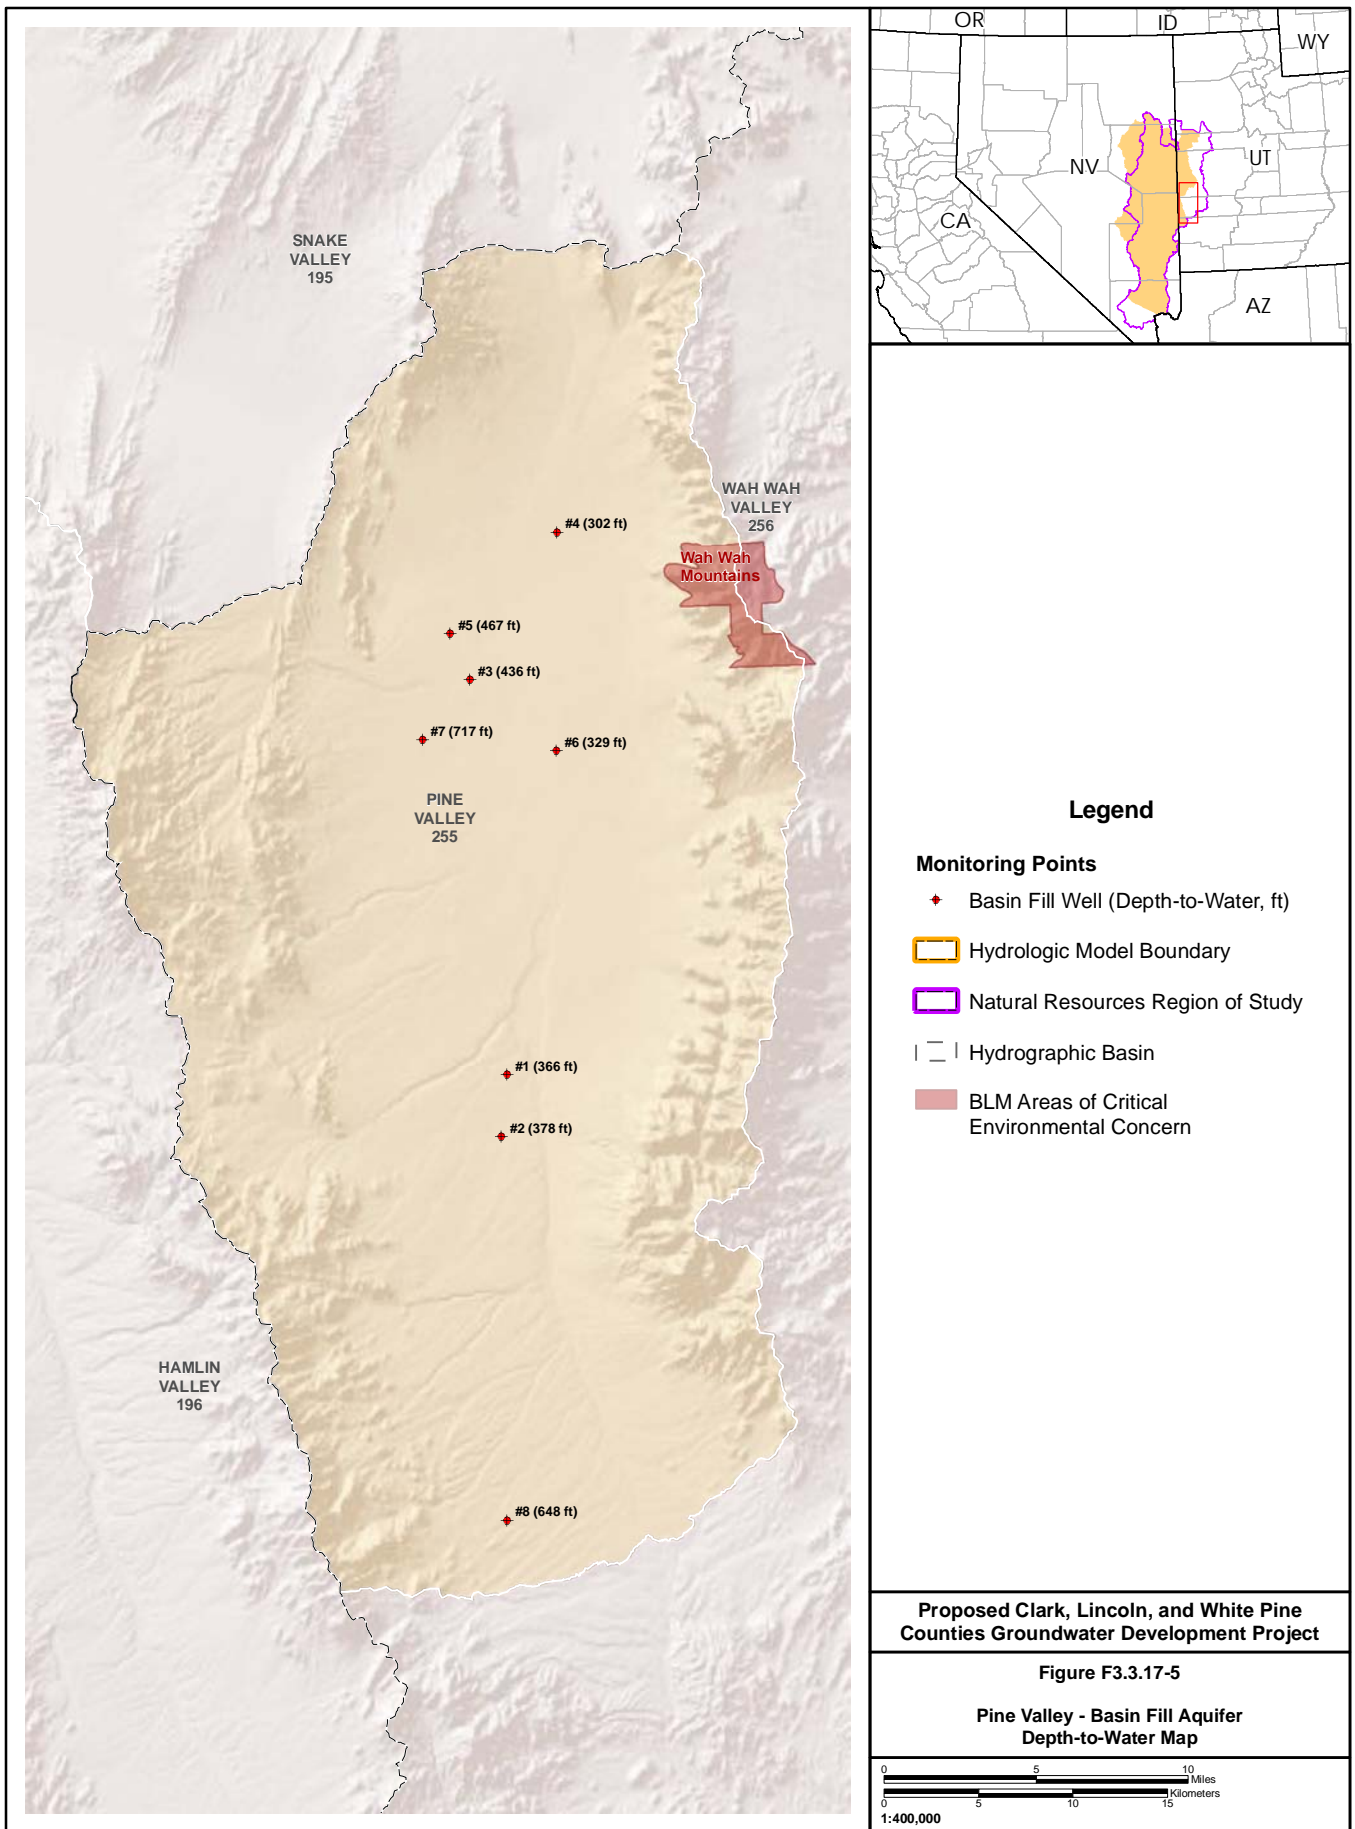 OR
ID
WY
NV
UT
CA
AZ
SNAKE
VALLEY
195
WAH WAH
VALLEY
256
#4 (302 ft)
Wah Wah
Mountains
#5 (467 ft)
#3 (436 ft)
#7 (717 ft)
#6 (329 ft)
PINE
VALLEY
255
#1 (366 ft)
#2 (378 ft)
HAMLIN
VALLEY
196
#8 (648 ft)
Legend
Monitoring Points
Basin Fill Well (Depth-to-Water, ft)
Hydrologic Model Boundary
Natural Resources Region of Study
Hydrographic Basin
BLM Areas of Critical
Environmental Concern
Proposed Clark, Lincoln, and White Pine
Counties Groundwater Development Project
Figure F3.3.17-5
Pine Valley - Basin Fill Aquifer
Depth-to-Water Map
0 5 10
Miles
Kilometers
0 5 10 15
1:400,000